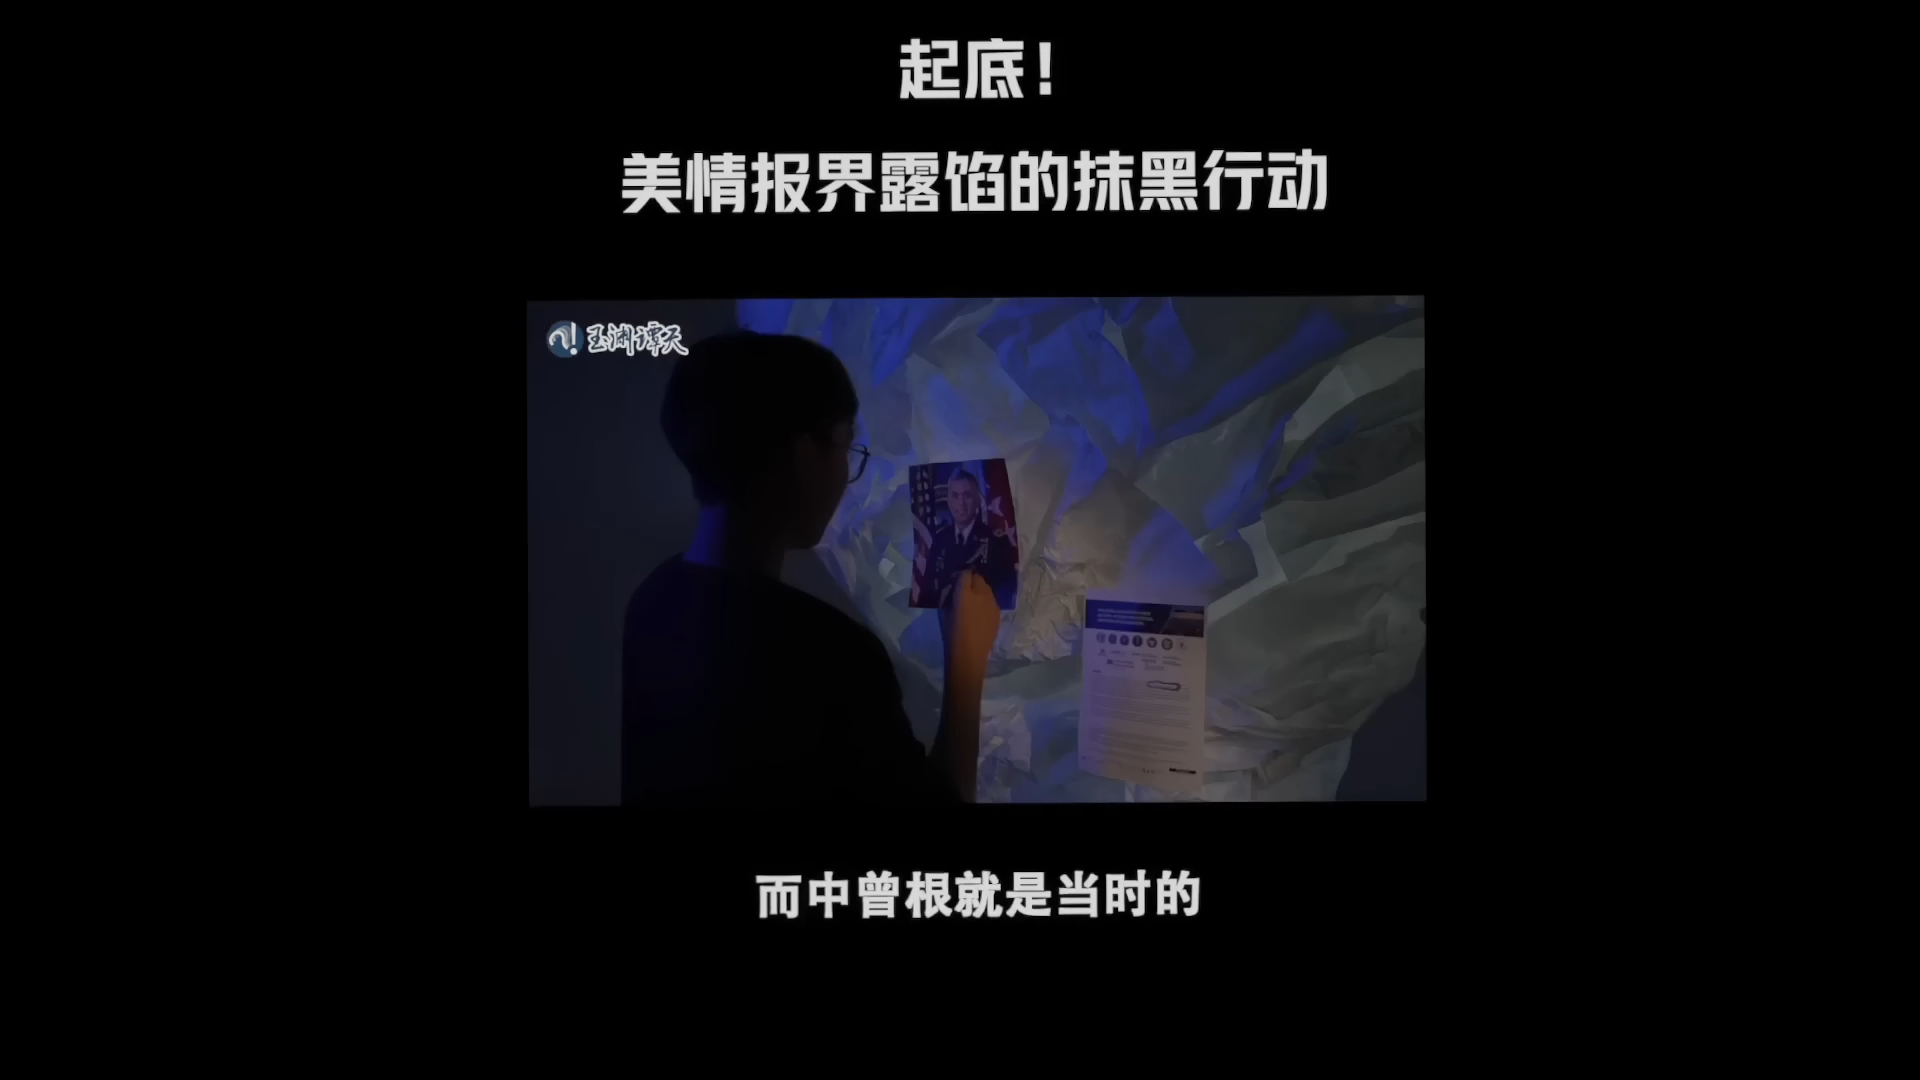 起底！
美情报界露馅的抹黑行动
玉渊谭天
而中曾根就是当时的